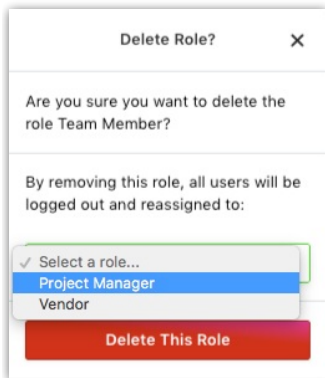 Delete Role?
Are you sure you want to delete the
role Team Member?
By removing this role, all users will be
logged out and reassigned to:
✓ Select a role...
Project Manager
Vendor
Delete This Role